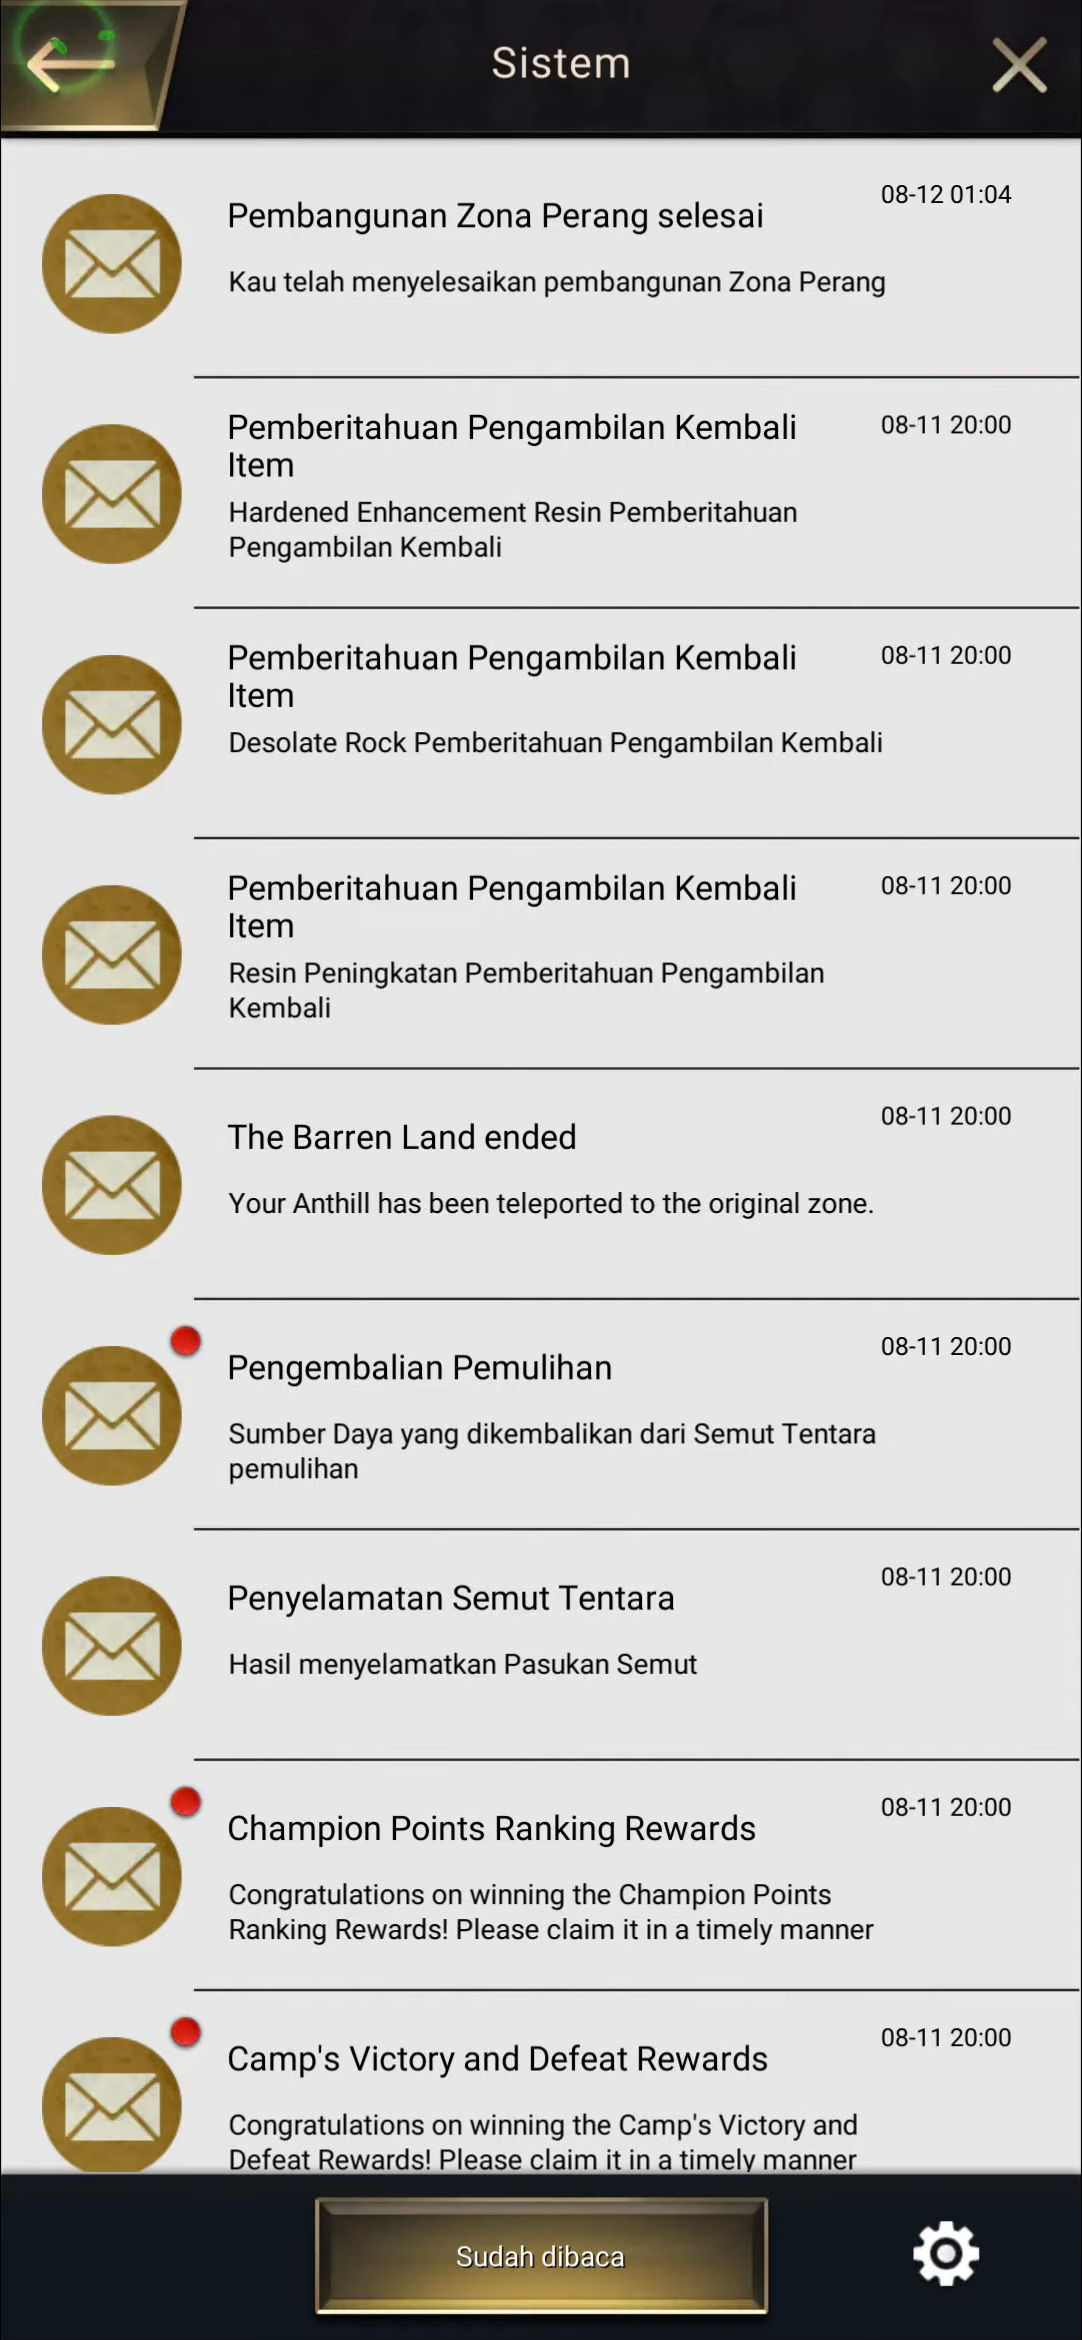 Sistem
Pembangunan Zona Perang selesai
08-12 01:04
Kau telah menyelesaikan pembangunan Zona Perang
Pemberitahuan Pengambilan Kembali
Item
08-11 20:00
Hardened Enhancement Resin Pemberitahuan
Pengambilan Kembali
Pemberitahuan Pengambilan Kembali
Item
08-11 20:00
Desolate Rock Pemberitahuan Pengambilan Kembali
Pemberitahuan Pengambilan Kembali
Item
08-11 20:00
Resin Peningkatan Pemberitahuan Pengambilan
Kembali
The Barren Land ended
08-11 20:00
Your Anthill has been teleported to the original zone.
Pengembalian Pemulihan
08-11 20:00
Sumber Daya yang dikembalikan dari Semut Tentara
pemulihan
Penyelamatan Semut Tentara
08-11 20:00
Hasil menyelamatkan Pasukan Semut
Champion Points Ranking Rewards
08-11 20:00
Congratulations on winning the Champion Points
Ranking Rewards! Please claim it in a timely manner
Camp's Victory and Defeat Rewards
08-11 20:00
Congratulations on winning the Camp's Victory and
Defeat Rewards! Please claim it in a timely manner
Sudah dibaca